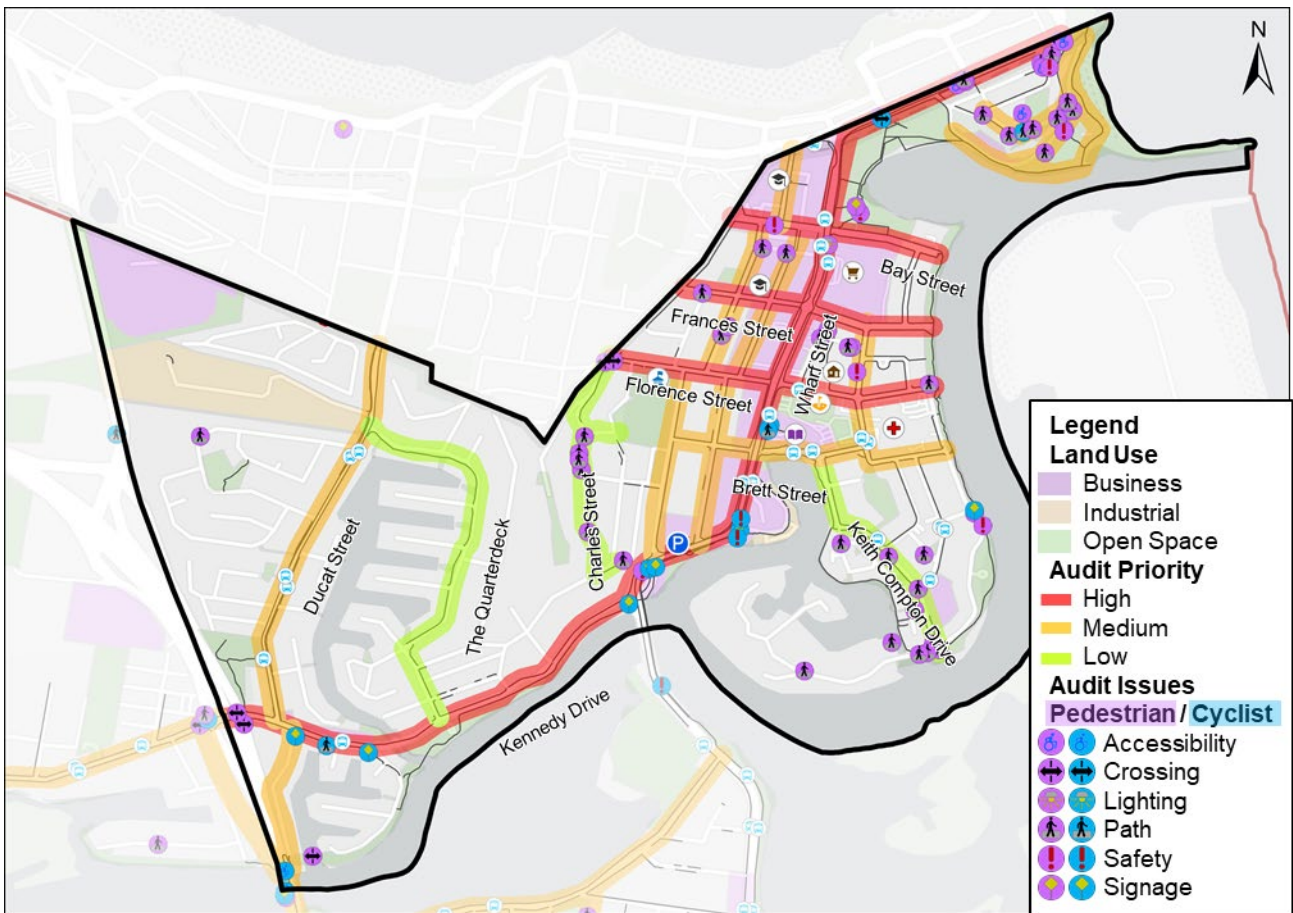 N
Bay Street
Frances Street
Wharf Street
Florence Street
Brett Street
P
Charles Street
Keith Compton Drive
Ducat Street
The Quarterdeck
Kennedy Drive
Legend
Land Use
Business
Industrial
Open Space
Audit Priority
High
Medium
Low
Audit Issues
Pedestrian / Cyclist
Accessibility
Crossing
Lighting
Path
Safety
Signage